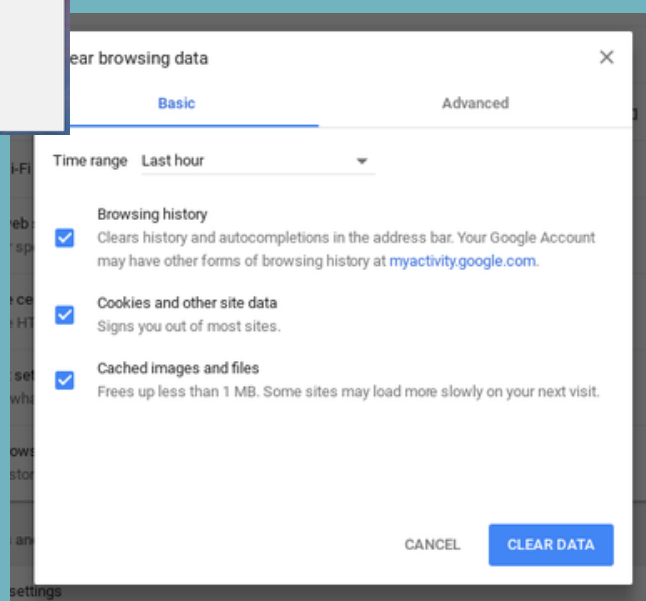 ear browsing data
Basic Advanced
Time range Last hour
Browsing history
Clears history and autocompletions in the address bar. Your Google Account
may have other forms of browsing history at myactivity.google.com.
Cookies and other site data
Signs you out of most sites.
Cached images and files
Frees up less than 1 MB. Some sites may load more slowly on your next visit.
CANCEL CLEAR DATA
settings